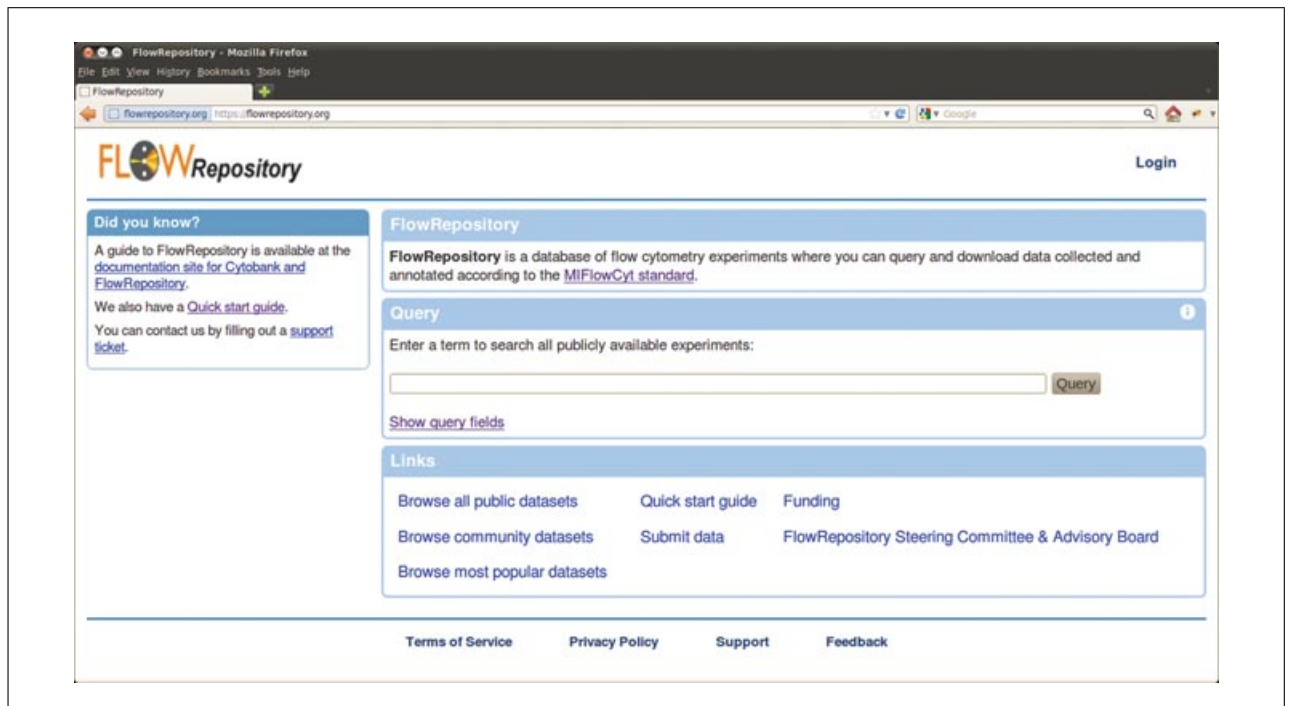 FlowRepository - Mozilla Firefox
File Edit View History Bookmarks Tools Help
FlowRepository
flowrepository.org https://flowrepository.org
Google
FLOWRepository
Login
Did you know?
A guide to FlowRepository is available at the
documentation site for Cytobank and
FlowRepository.
We also have a Quick start guide.
You can contact us by filling out a support
ticket.
FlowRepository
FlowRepository is a database of flow cytometry experiments where you can query and download data collected and
annotated according to the MIFlowCyt standard.
Query
Enter a term to search all publicly available experiments:
Query
Show query fields
Links
Browse all public datasets Quick start guide Funding
Browse community datasets Submit data FlowRepository Steering Committee & Advisory Board
Browse most popular datasets
Terms of Service Privacy Policy Support Feedback